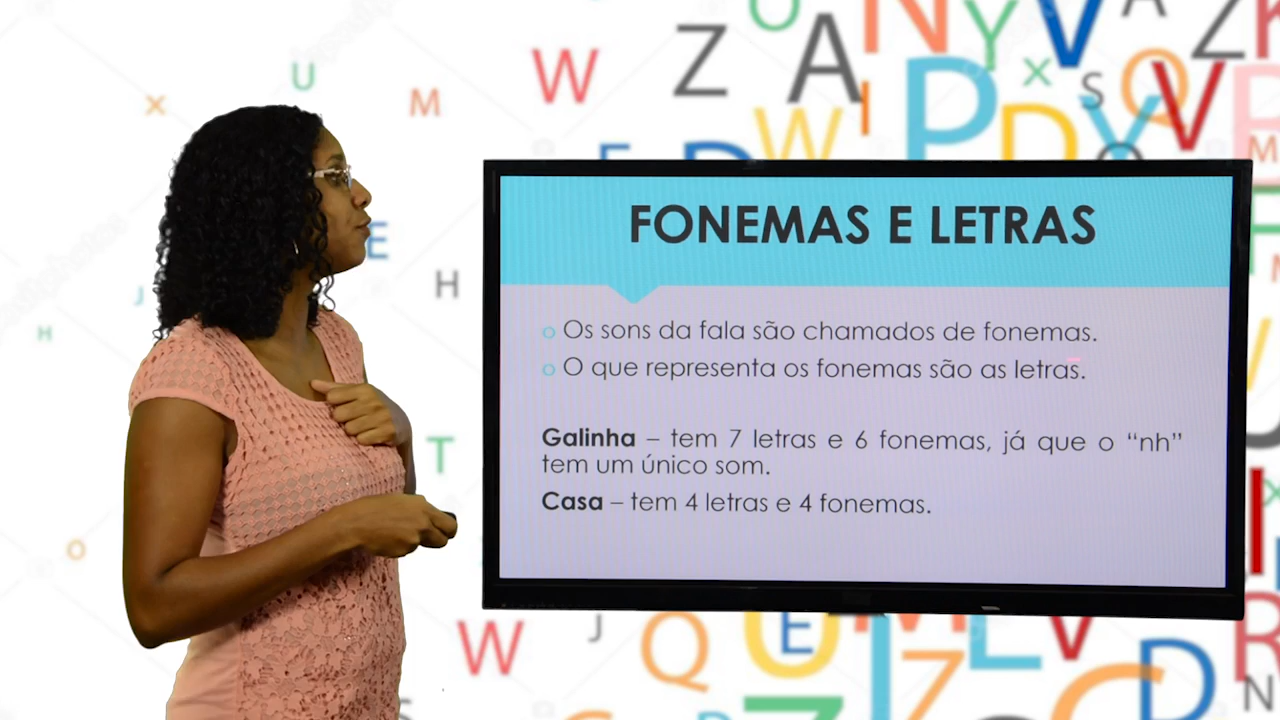 FONEMAS E LETRAS
o Os sons da fala são chamados de fonemas.
o O que representa os fonemas são as letras.
Galinha – tem 7 letras e 6 fonemas, já que o “nh”
tem um único som.
Casa – tem 4 letras e 4 fonemas.